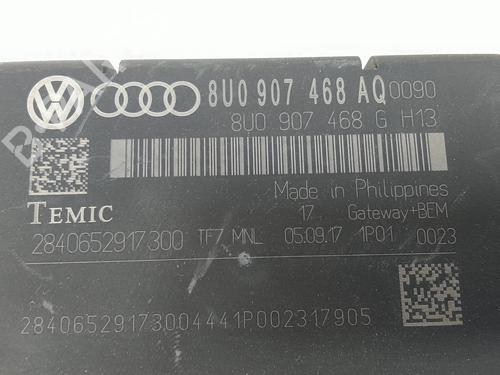 8U0 907 468 AQ 0090
8U0 907 468 G H13
Made in Philippines
TEMIC
17 Gateway+BEM
2840652917300 TF7 MNL 05.09.17 1P01 0023
28406529173004441P002317905